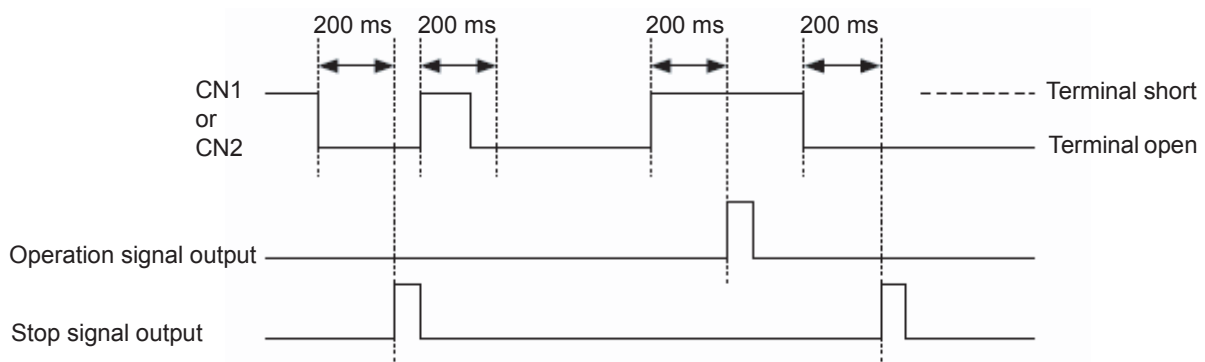 200 ms 200 ms 200 ms 200 ms
CN1
or
CN2
Terminal short
Terminal open
Operation signal output
Stop signal output